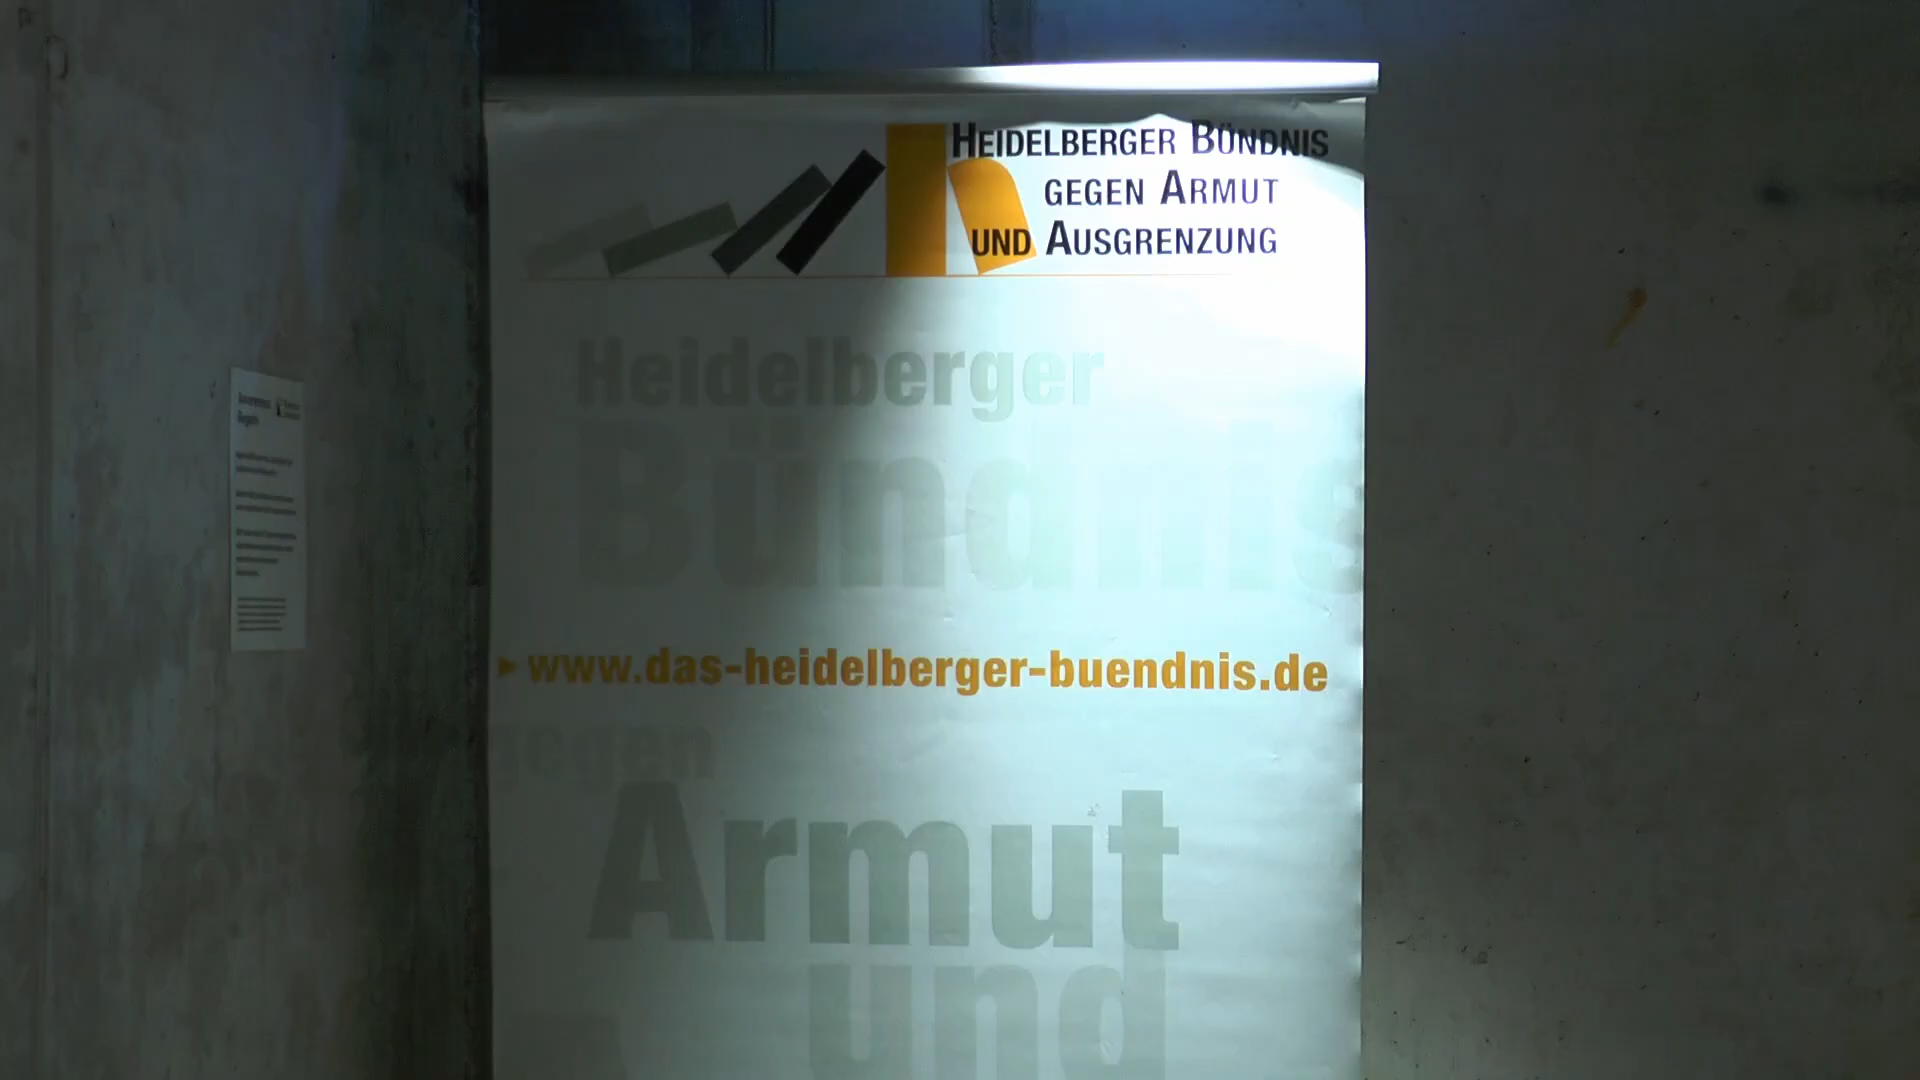 HEIDELBERGER BÜNDNIS
GEGEN ARMUT
UND AUSGRENZUNG
Heidelberger
Bündnis
www.das-heidelberger-buendnis.de
gegen
Armut
und